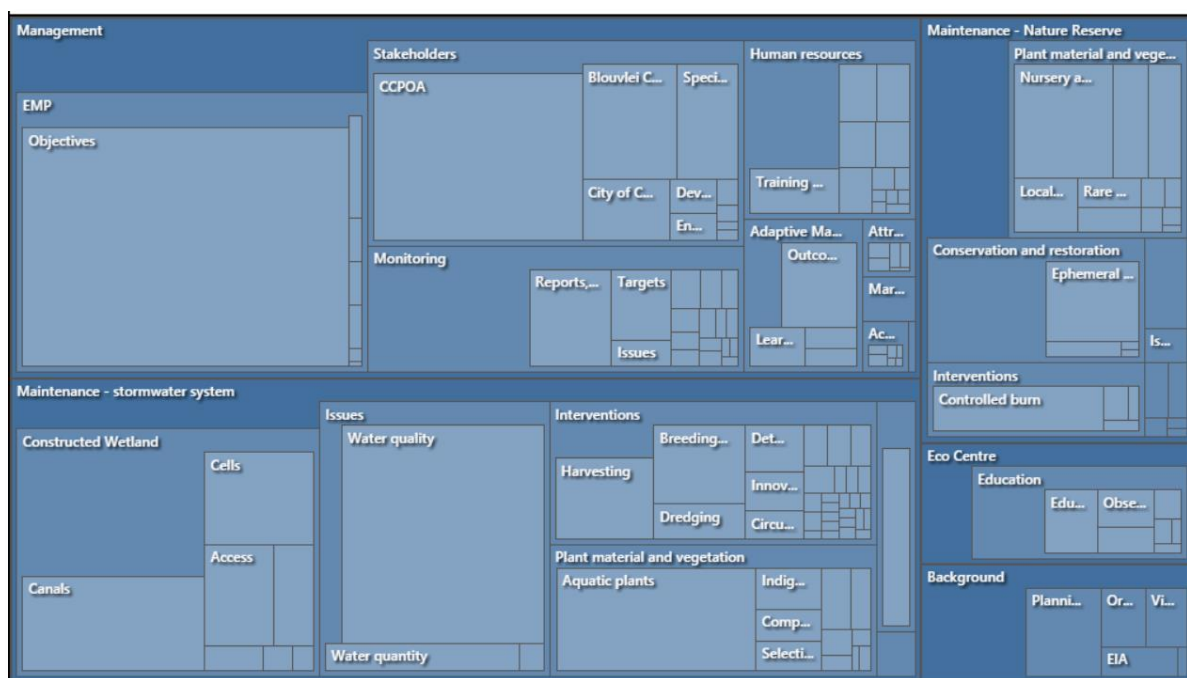 Management
EMP
Objectives
Stakeholders
CCPOA
Blouvlei C...
Speci...
City of C...
Dev...
En...
Monitoring
Reports,...
Targets
Issues
Human resources
Training ...
Adaptive Ma...
Outco...
Lear...
Attr...
Mar...
Ac...
Maintenance - stormwater system
Constructed Wetland
Cells
Access
Canals
Issues
Water quality
Water quantity
Interventions
Harvesting
Breeding...
Dredging
Det...
Innov...
Circu...
Plant material and vegetation
Aquatic plants
Indig...
Comp...
Selecti...
Maintenance - Nature Reserve
Plant material and vege...
Nursery a...
Local...
Rare ...
Conservation and restoration
Ephemeral ...
Is...
Interventions
Controlled burn
Eco Centre
Education
Edu...
Obse...
Background
Planni...
Or...
Vi...
EIA